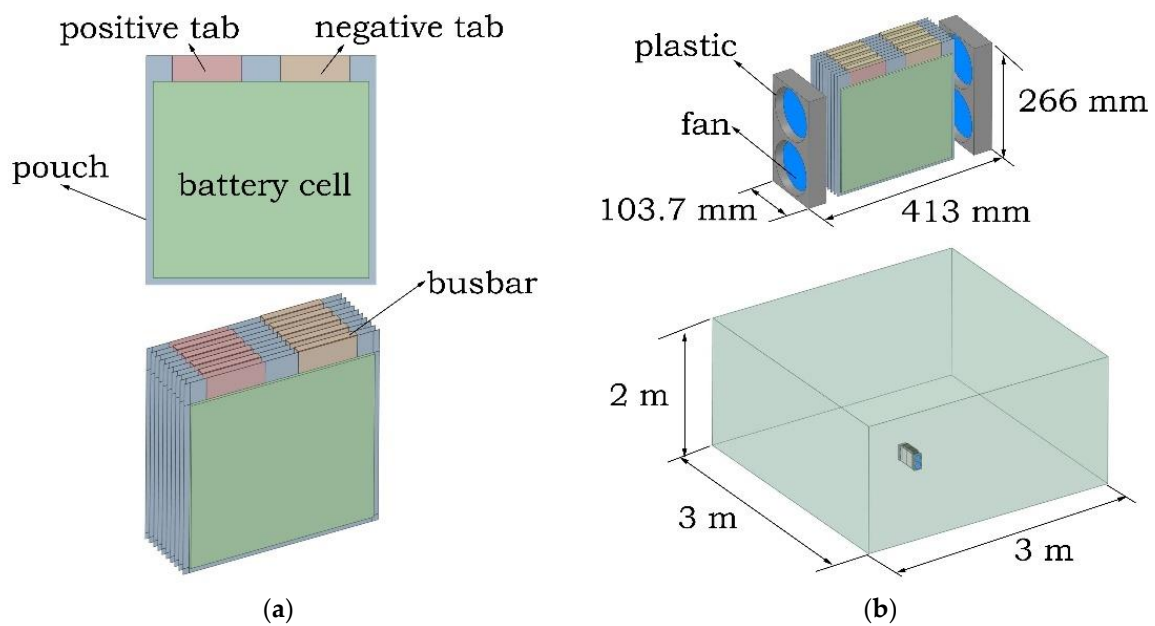 positive tab
negative tab
pouch
battery cell
busbar
(a)
plastic
fan
266 mm
103.7 mm
413 mm
2 m
3 m
3 m
(b)